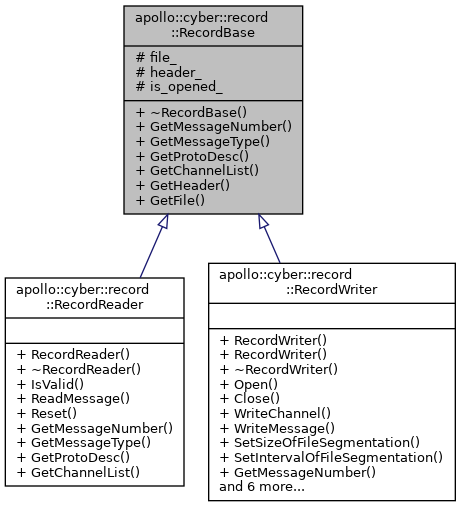 apollo::cyber::record
::RecordBase
# file_
# header_
# is_opened_
+ ~RecordBase()
+ GetMessageNumber()
+ GetMessageType()
+ GetProtoDesc()
+ GetChannelList()
+ GetHeader()
+ GetFile()
apollo::cyber::record
::RecordReader
+ RecordReader()
+ ~RecordReader()
+ IsValid()
+ ReadMessage()
+ Reset()
+ GetMessageNumber()
+ GetMessageType()
+ GetProtoDesc()
+ GetChannelList()
apollo::cyber::record
::RecordWriter
+ RecordWriter()
+ RecordWriter()
+ ~RecordWriter()
+ Open()
+ Close()
+ WriteChannel()
+ WriteMessage()
+ SetSizeOfFileSegmentation()
+ SetIntervalOfFileSegmentation()
+ GetMessageNumber()
and 6 more...